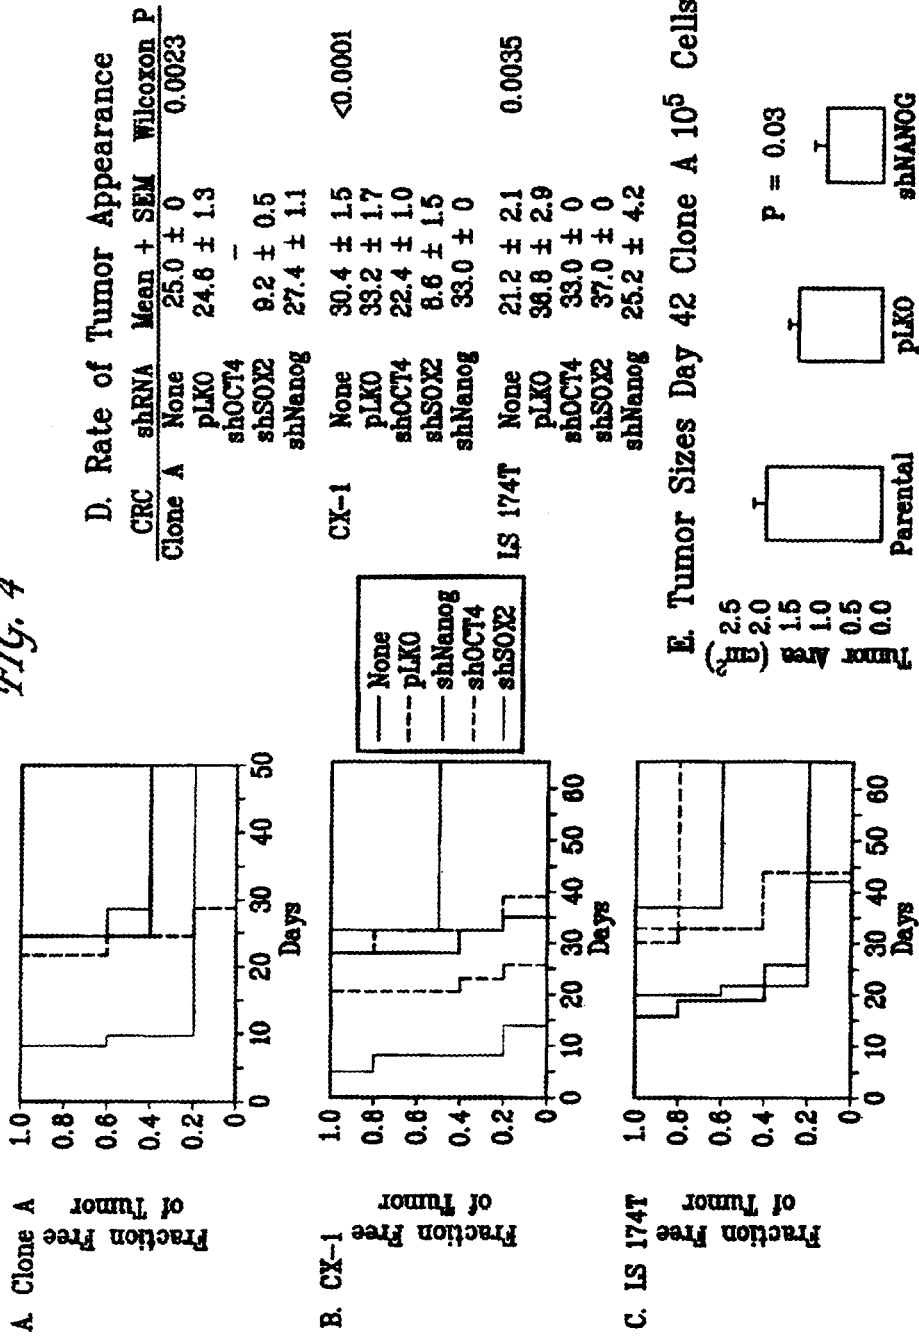 FIG. 4
A. Clone A
Fraction Free
of Tumor
1.0
0.8
0.6
0.4
0.2
0
0 10 20 30 40 50
Days
B. CX-1
Fraction Free
of Tumor
1.0
0.8
0.6
0.4
0.2
0
0 10 20 30 40 50 60
Days
None
pLKO
shNanog
shOCT4
shSOX2
C. LS 174T
Fraction Free
of Tumor
1.0
0.8
0.6
0.4
0.2
0
0 10 20 30 40 50 60
Days
D. Rate of Tumor Appearance
CRC shRNA Mean + SEM Wilcoxon P
Clone A None 25.0 ± 0 0.0023
pLKO 24.6 ± 1.3
shOCT4 –
shSOX2 9.2 ± 0.5
shNanog 27.4 ± 1.1
CX-1 None 30.4 ± 1.5 <0.0001
pLKO 33.2 ± 1.7
shOCT4 22.4 ± 1.0
shSOX2 8.6 ± 1.5
shNanog 33.0 ± 0
LS 174T None 21.2 ± 2.1 0.0035
pLKO 38.8 ± 2.9
shOCT4 33.0 ± 0
shSOX2 37.0 ± 0
shNanog 25.2 ± 4.2
E. Tumor Sizes Day 42 Clone A 10⁵ Cells
Tumor Area (cm²)
2.5
2.0
1.5
1.0
0.5
0.0
P = 0.03
Parental pLKO shNANOG